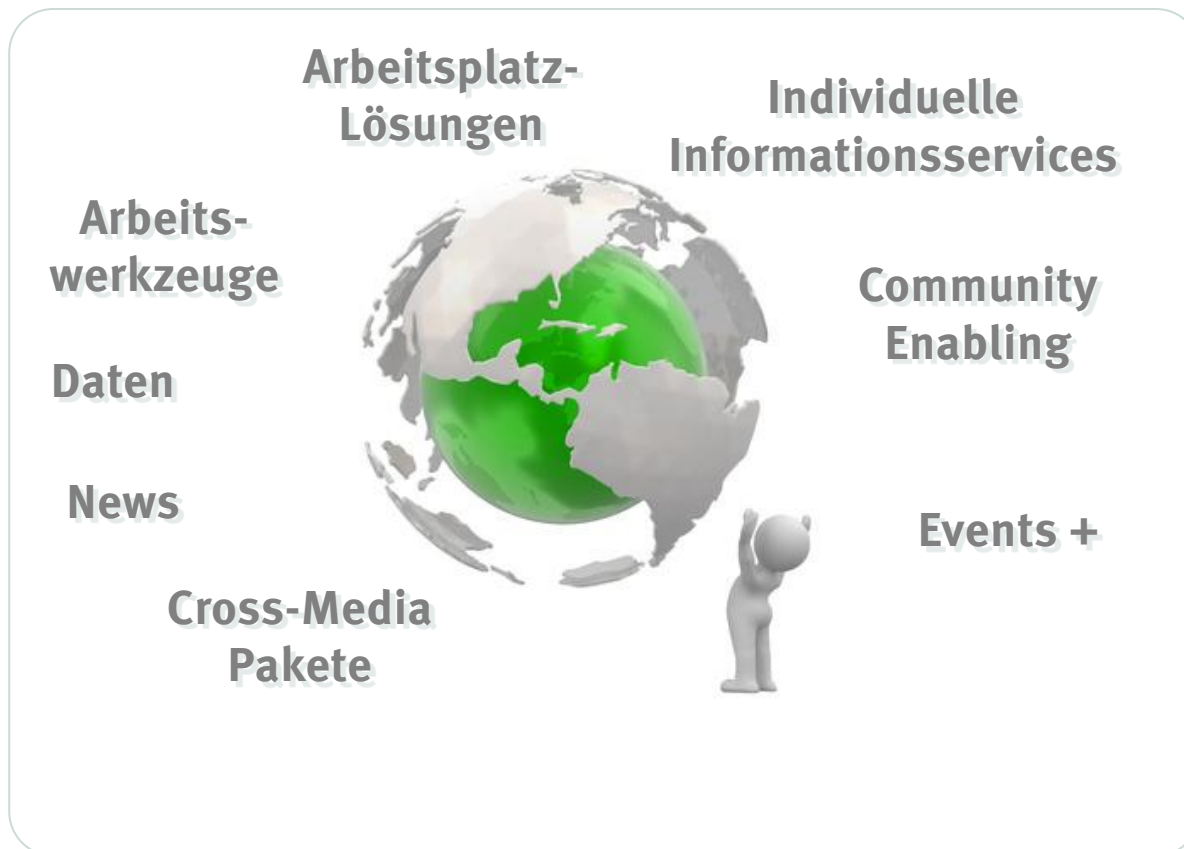 Arbeitsplatz-
Lösungen
Individuelle
Informationsservices
Arbeits-
werkzeuge
Community
Enabling
Daten
News
Events +
Cross-Media
Pakete